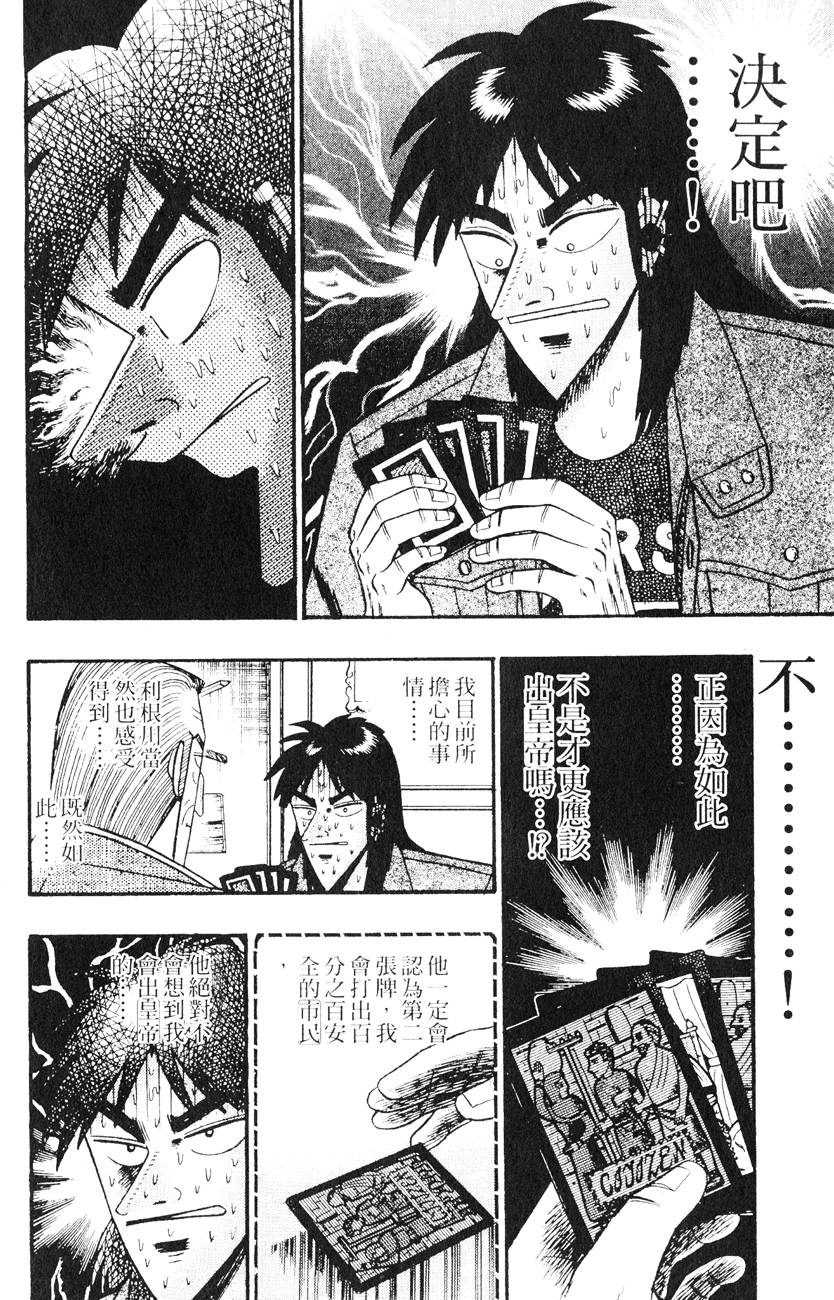 決定吧
……！
RS
不…………！
正因為如此
………
不是才更應該
出皇帝嗎…⁉
CITIZEN
我目前所
擔心的事
情……
利根川當
然也感受
得到……
既然如
此……
他一定會
認為第二
張牌，我
會打出百
分之百安
全的市民
，
他絕對不
會想到我
會出皇帝
的……